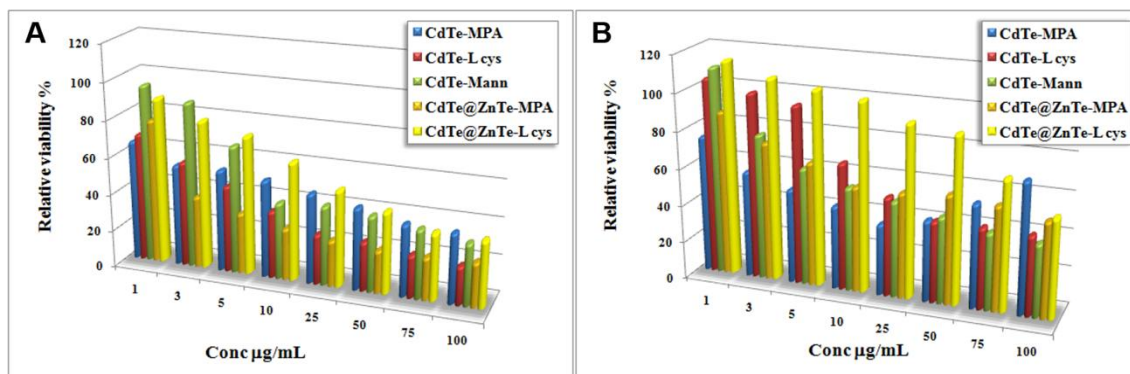 A
CdTe-MPA
CdTe-L cys
CdTe-Mann
CdTe@ZnTe-MPA
CdTe@ZnTe-L cys
Relative viability %
120
100
80
60
40
20
0
1
3
5
10
25
50
75
100
Conc µg/mL
B
CdTe-MPA
CdTe-L cys
CdTe-Mann
CdTe@ZnTe-MPA
CdTe@ZnTe-L cys
Relative viability %
120
100
80
60
40
20
0
1
3
5
10
25
50
75
100
Conc µg/mL